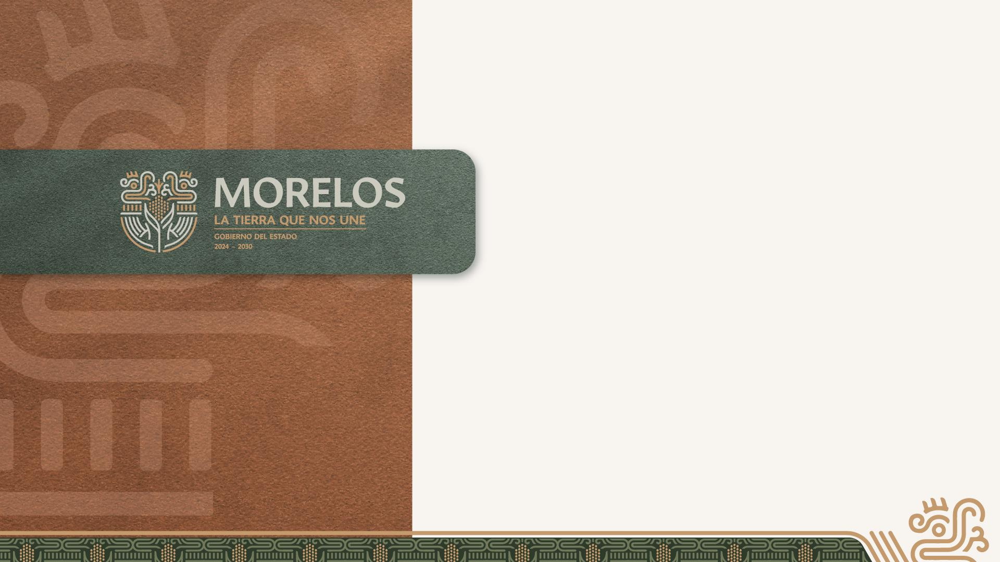 MORELOS
LA TIERRA QUE NOS UNE
GOBIERNO DEL ESTADO
2024 – 2030